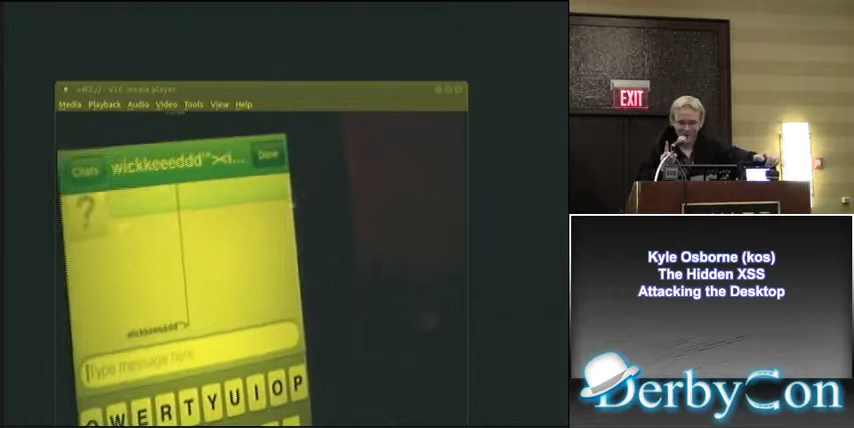 v4l2:// - VLC media player
Media Playback Audio Video Tools View Help
Chats wickkeeeddd'"><i... Done
?
wickkeeeddd'">
Type message here
QWERTYUIOP
EXIT
Kyle Osborne (kos)
The Hidden XSS
Attacking the Desktop
DerbyCon